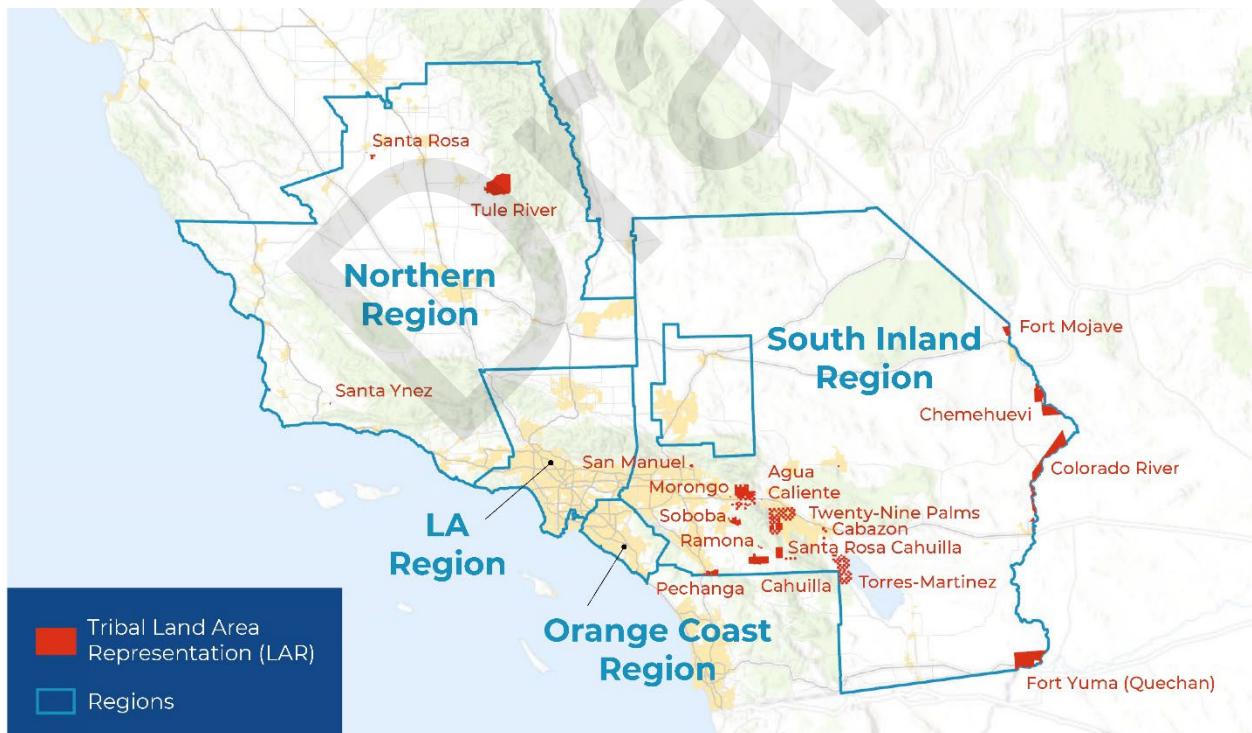 Draft
Santa Rosa
Tule River
Northern
Region
Santa Ynez
South Inland
Region
Fort Mojave
Chemehuevi
Colorado River
San Manuel
Agua
Caliente
Morongo
Twenty-Nine Palms
Soboba
Cabazon
Ramona
Santa Rosa Cahuilla
Pechanga
Cahuilla
Torres-Martinez
LA
Region
Orange Coast
Region
Fort Yuma (Quechan)
Tribal Land Area
Representation (LAR)
Regions